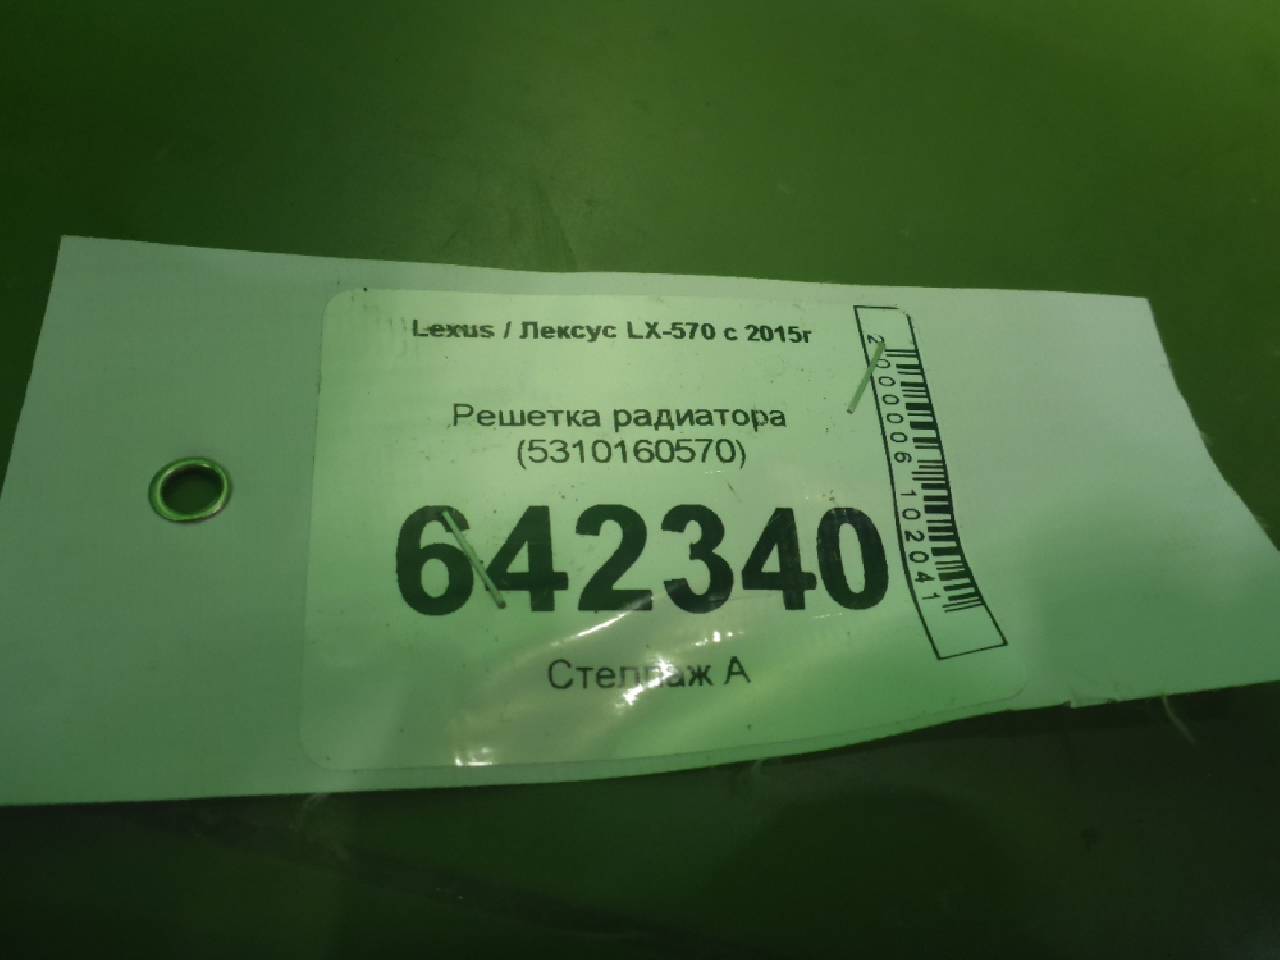 Lexus / Лексус LX-570 с 2015г
Решетка радиатора
(5310160570)
642340
Стеллаж А
2000006102041